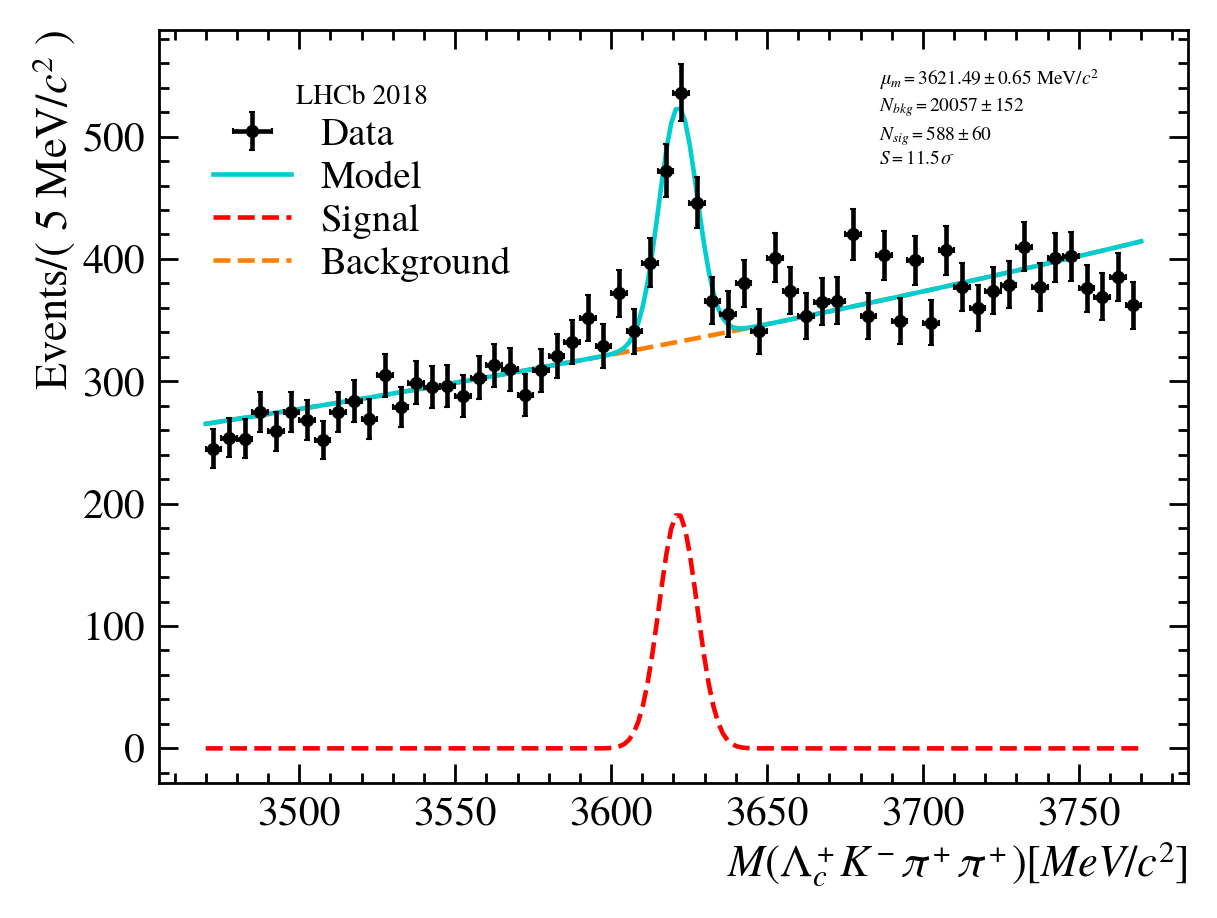 Events/( 5 MeV/c² )
LHCb 2018
Data
Model
Signal
Background
μₘ = 3621.49 ± 0.65 MeV/c²
N_bkg = 20057 ± 152
N_sig = 588 ± 60
S = 11.5σ
500
400
300
200
100
0
3500 3550 3600 3650 3700 3750
M(Λ_c⁺K⁻π⁺π⁺)[MeV/c²]